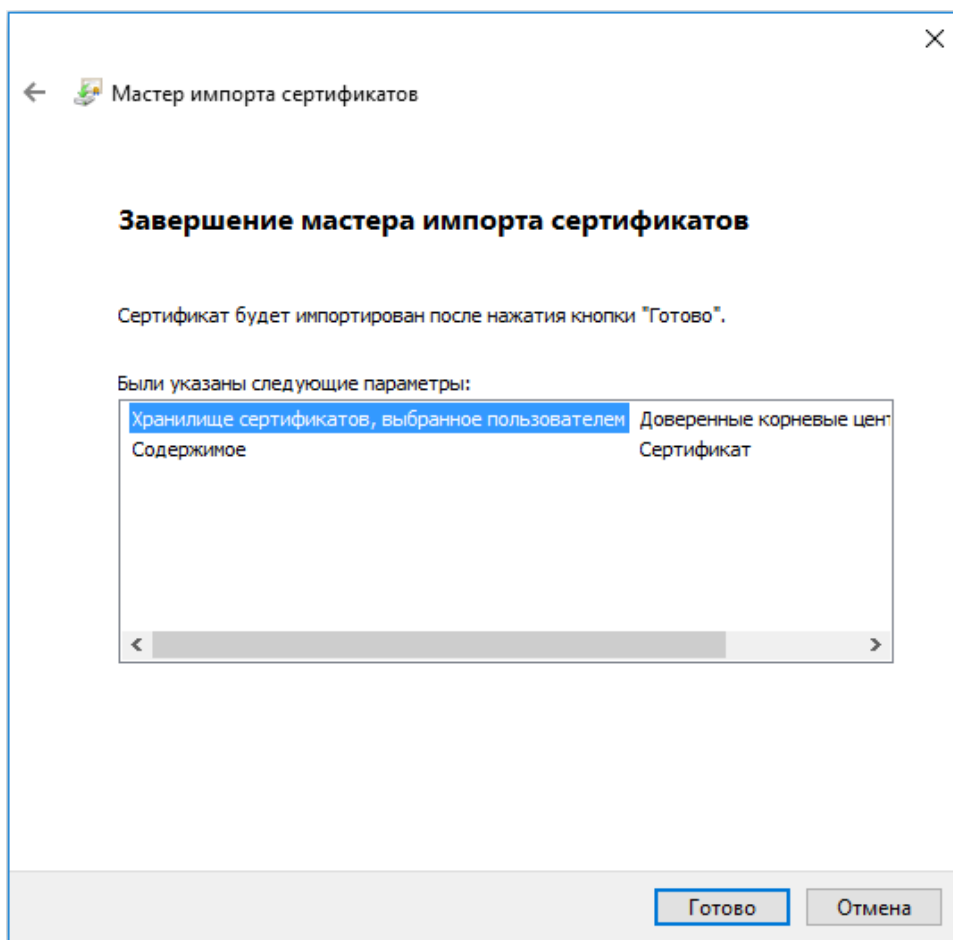 Мастер импорта сертификатов
Завершение мастера импорта сертификатов
Сертификат будет импортирован после нажатия кнопки "Готово".
Были указаны следующие параметры:
Хранилище сертификатов, выбранное пользователем Доверенные корневые цент
Содержимое Сертификат
Готово Отмена